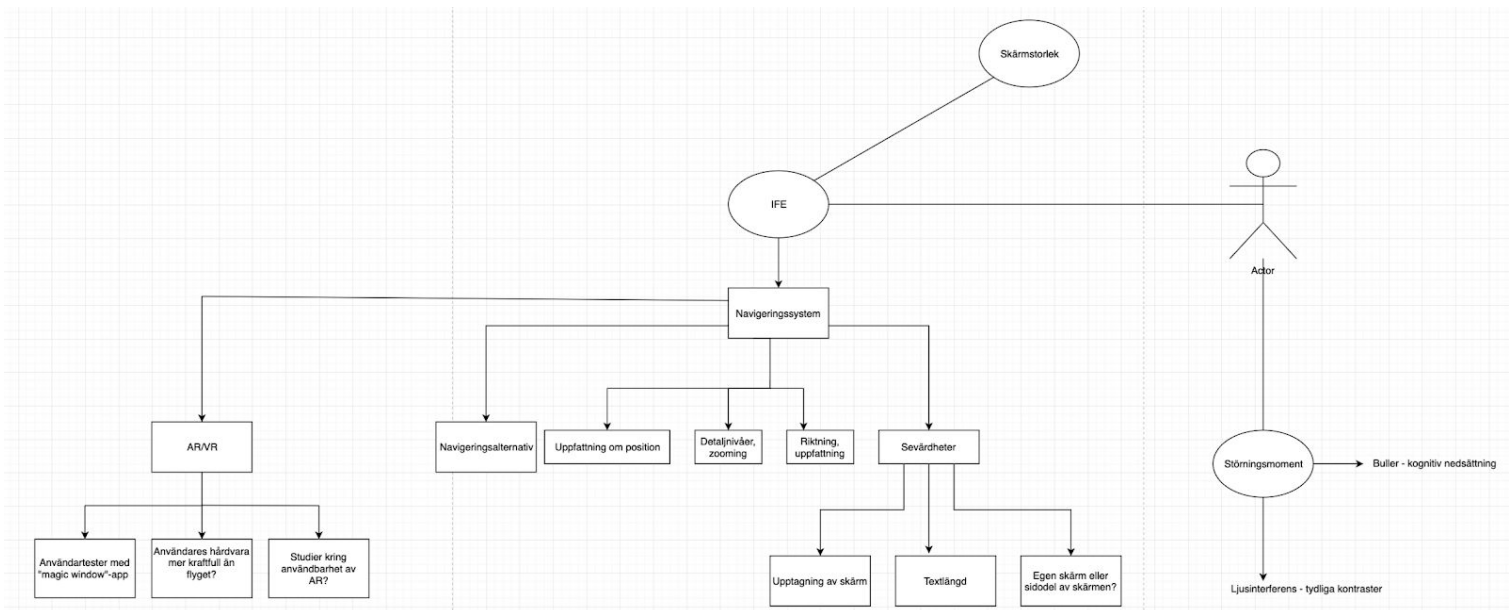 Skärmstorlek
IFE
Actor
Navigeringssystem
AR/VR
Navigeringsalternativ
Uppfattning om position
Detaljnivåer,
zooming
Riktning,
uppfattning
Sevärdheter
Störningsmoment
Buller - kognitiv nedsättning
Användartester med
"magic window"-app
Användares hårdvara
mer kraftfull än
flyget?
Studier kring
användbarhet av
AR?
Upptagning av skärm
Textlängd
Egen skärm eller
sidodel av skärmen?
Ljusinterferens - tydliga kontraster